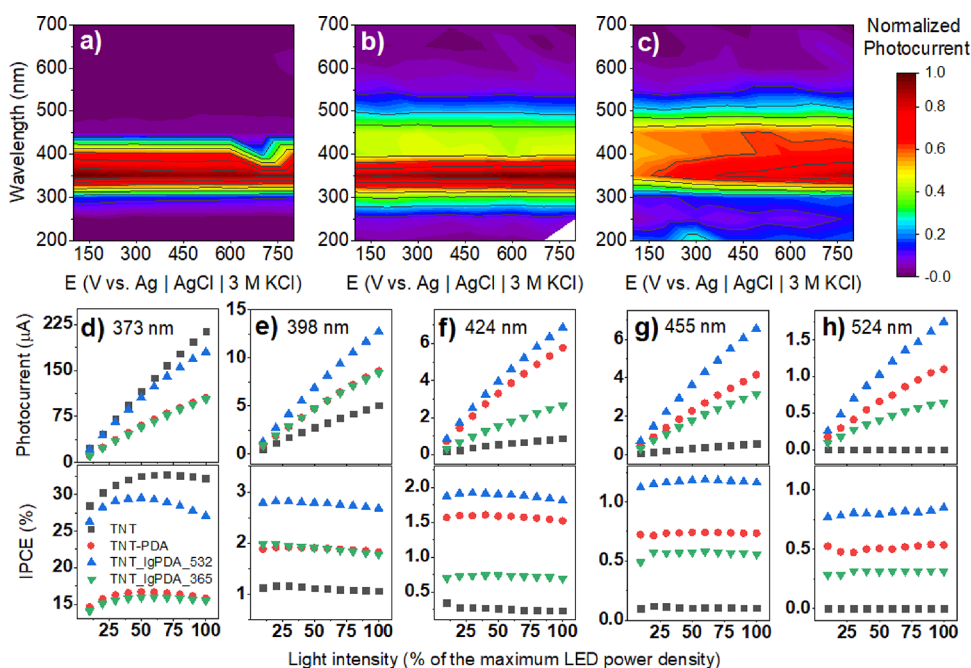 Normalized
Photocurrent
a)
b)
c)
Wavelength (nm)
700
600
500
400
300
200
150 300 450 600 750
150 300 450 600 750
150 300 450 600 750
1.0
0.8
0.6
0.4
0.2
-0.0
E (V vs. Ag | AgCl | 3 M KCl)
E (V vs. Ag | AgCl | 3 M KCl)
E (V vs. Ag | AgCl | 3 M KCl)
d) 373 nm
e) 398 nm
f) 424 nm
g) 455 nm
h) 524 nm
Photocurrent (µA)
225
150
75
0
15
10
5
0
6
4
2
0
6
4
2
0
1.5
1.0
0.5
0.0
IPCE (%)
30
25
20
15
3
2
1
2.0
1.5
1.0
0.5
0.0
1.0
0.5
0.0
1.0
0.5
0.0
TNT
TNT-PDA
TNT_lgPDA_532
TNT_lgPDA_365
25 50 75 100
25 50 75 100
25 50 75 100
25 50 75 100
25 50 75 100
Light intensity (% of the maximum LED power density)